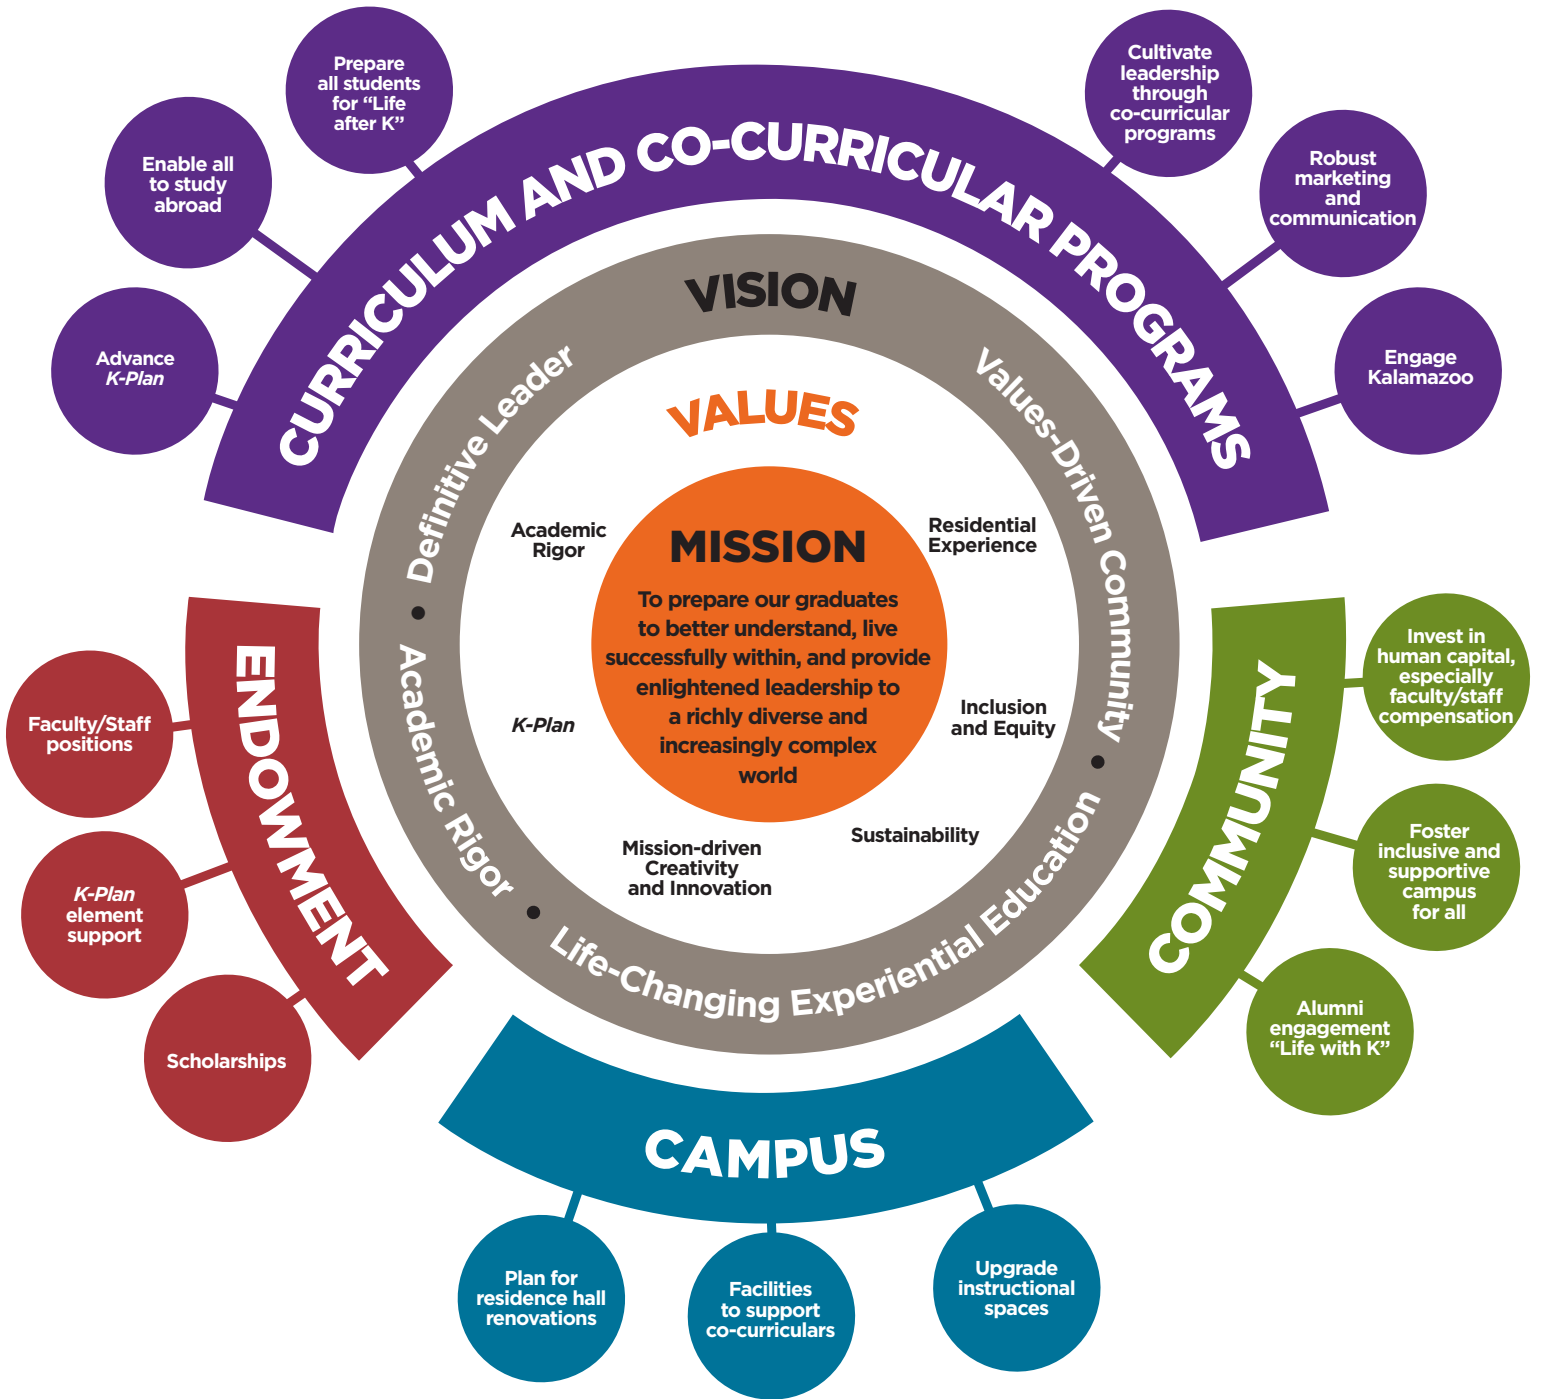 Prepare
all students
for “Life
after K”
Enable all
to study
abroad
Advance
K-Plan
Cultivate
leadership
through
co-curricular
programs
Robust
marketing
and
communication
Engage
Kalamazoo
CURRICULUM AND CO-CURRICULAR PROGRAMS
VISION
Definitive Leader
Values-Driven Community
• Academic Rigor
• Life-Changing Experiential Education •
VALUES
Academic
Rigor
Residential
Experience
K-Plan
Inclusion
and Equity
Mission-driven
Creativity
and Innovation
Sustainability
MISSION
To prepare our graduates
to better understand, live
successfully within, and provide
enlightened leadership to
a richly diverse and
increasingly complex
world
ENDOWMENT
Faculty/Staff
positions
K-Plan
element
support
Scholarships
COMMUNITY
Invest in
human capital,
especially
faculty/staff
compensation
Foster
inclusive and
supportive
campus
for all
Alumni
engagement
“Life with K”
CAMPUS
Plan for
residence hall
renovations
Facilities
to support
co-curriculars
Upgrade
instructional
spaces